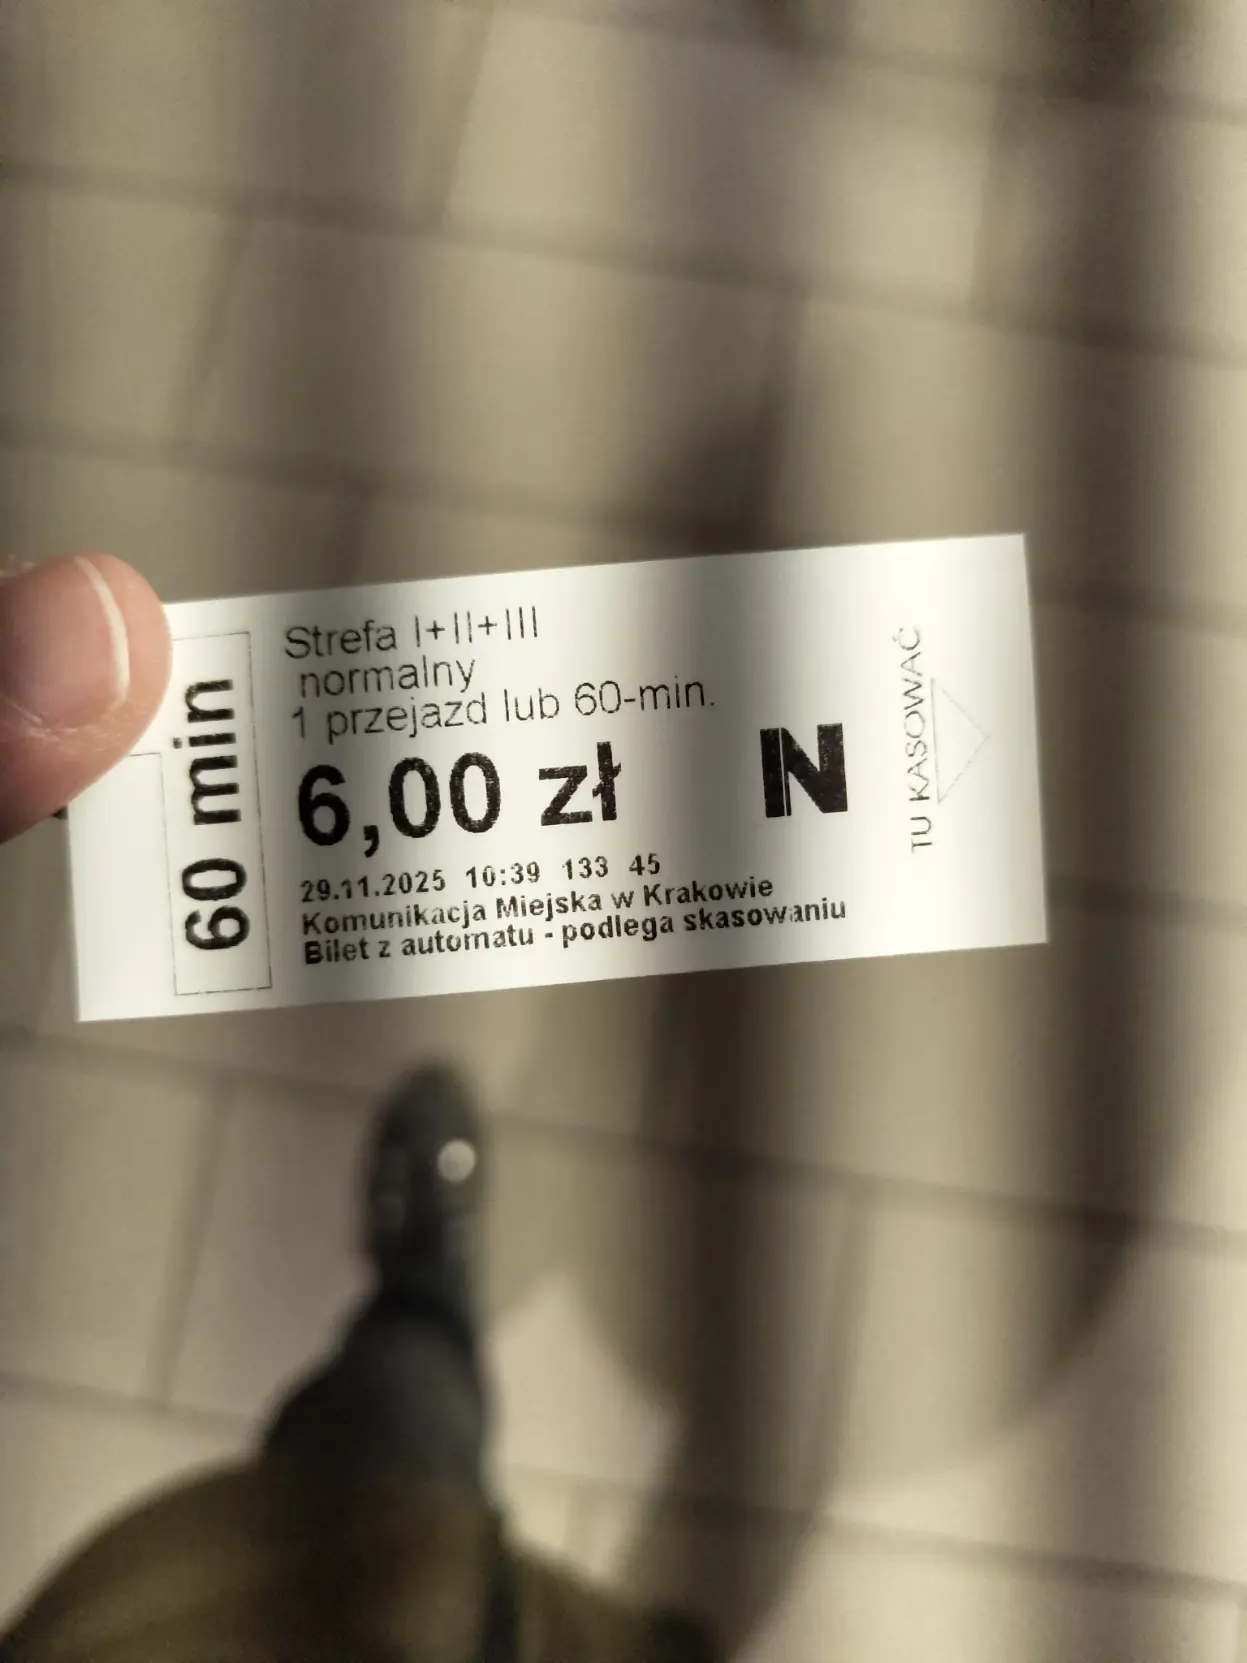 60 min
Strefa I+II+III
normalny
1 przejazd lub 60-min.
6,00 zł
N
29.11.2025 10:39 133 45
Komunikacja Miejska w Krakowie
Bilet z automatu - podlega skasowaniu
TU KASOWAĆ